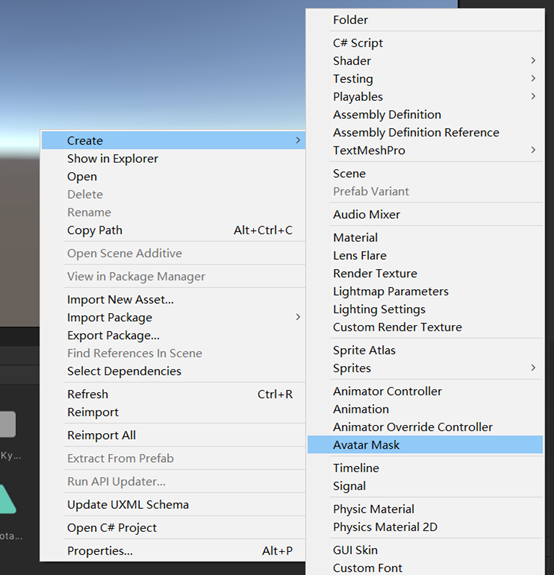 Create
Show in Explorer
Open
Delete
Rename
Copy Path Alt+Ctrl+C
Open Scene Additive
View in Package Manager
Import New Asset...
Import Package
Export Package...
Find References In Scene
Select Dependencies
Refresh Ctrl+R
Reimport
Reimport All
Extract From Prefab
Run API Updater...
Update UXML Schema
Open C# Project
Properties... Alt+P
Folder
C# Script
Shader
Testing
Playables
Assembly Definition
Assembly Definition Reference
TextMeshPro
Scene
Prefab Variant
Audio Mixer
Material
Lens Flare
Render Texture
Lightmap Parameters
Lighting Settings
Custom Render Texture
Sprite Atlas
Sprites
Animator Controller
Animation
Animator Override Controller
Avatar Mask
Timeline
Signal
Physic Material
Physics Material 2D
GUI Skin
Custom Font
Ky...
ota...